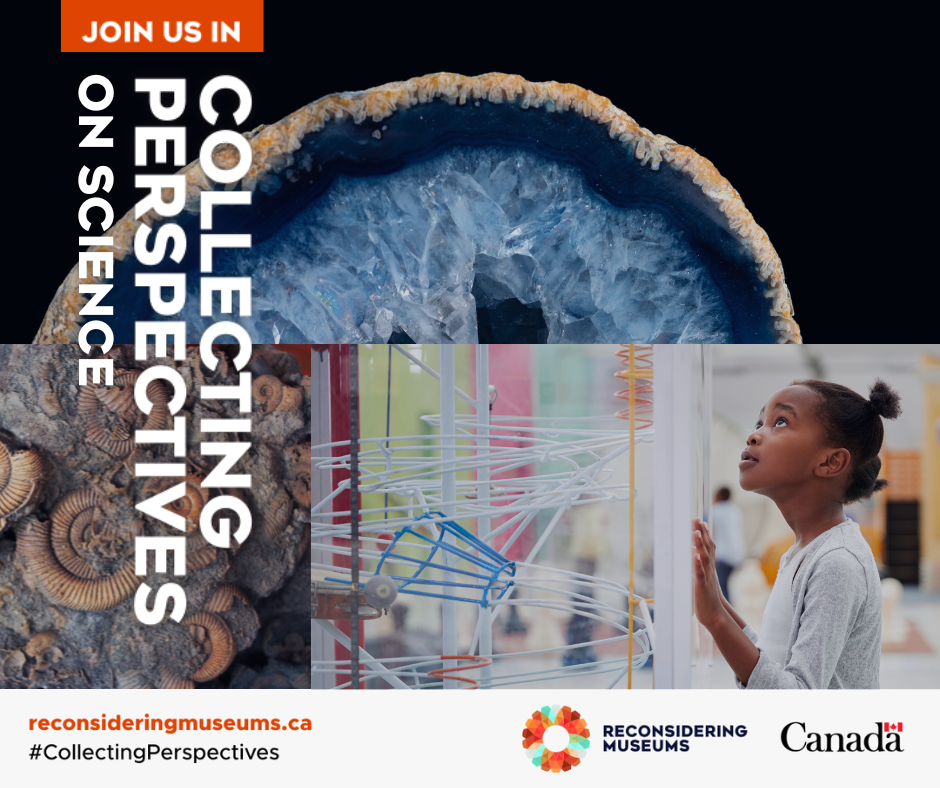 JOIN US IN
COLLECTING
PERSPECTIVES
ON SCIENCE
reconsideringmuseums.ca
#CollectingPerspectives
RECONSIDERING
MUSEUMS
Canada